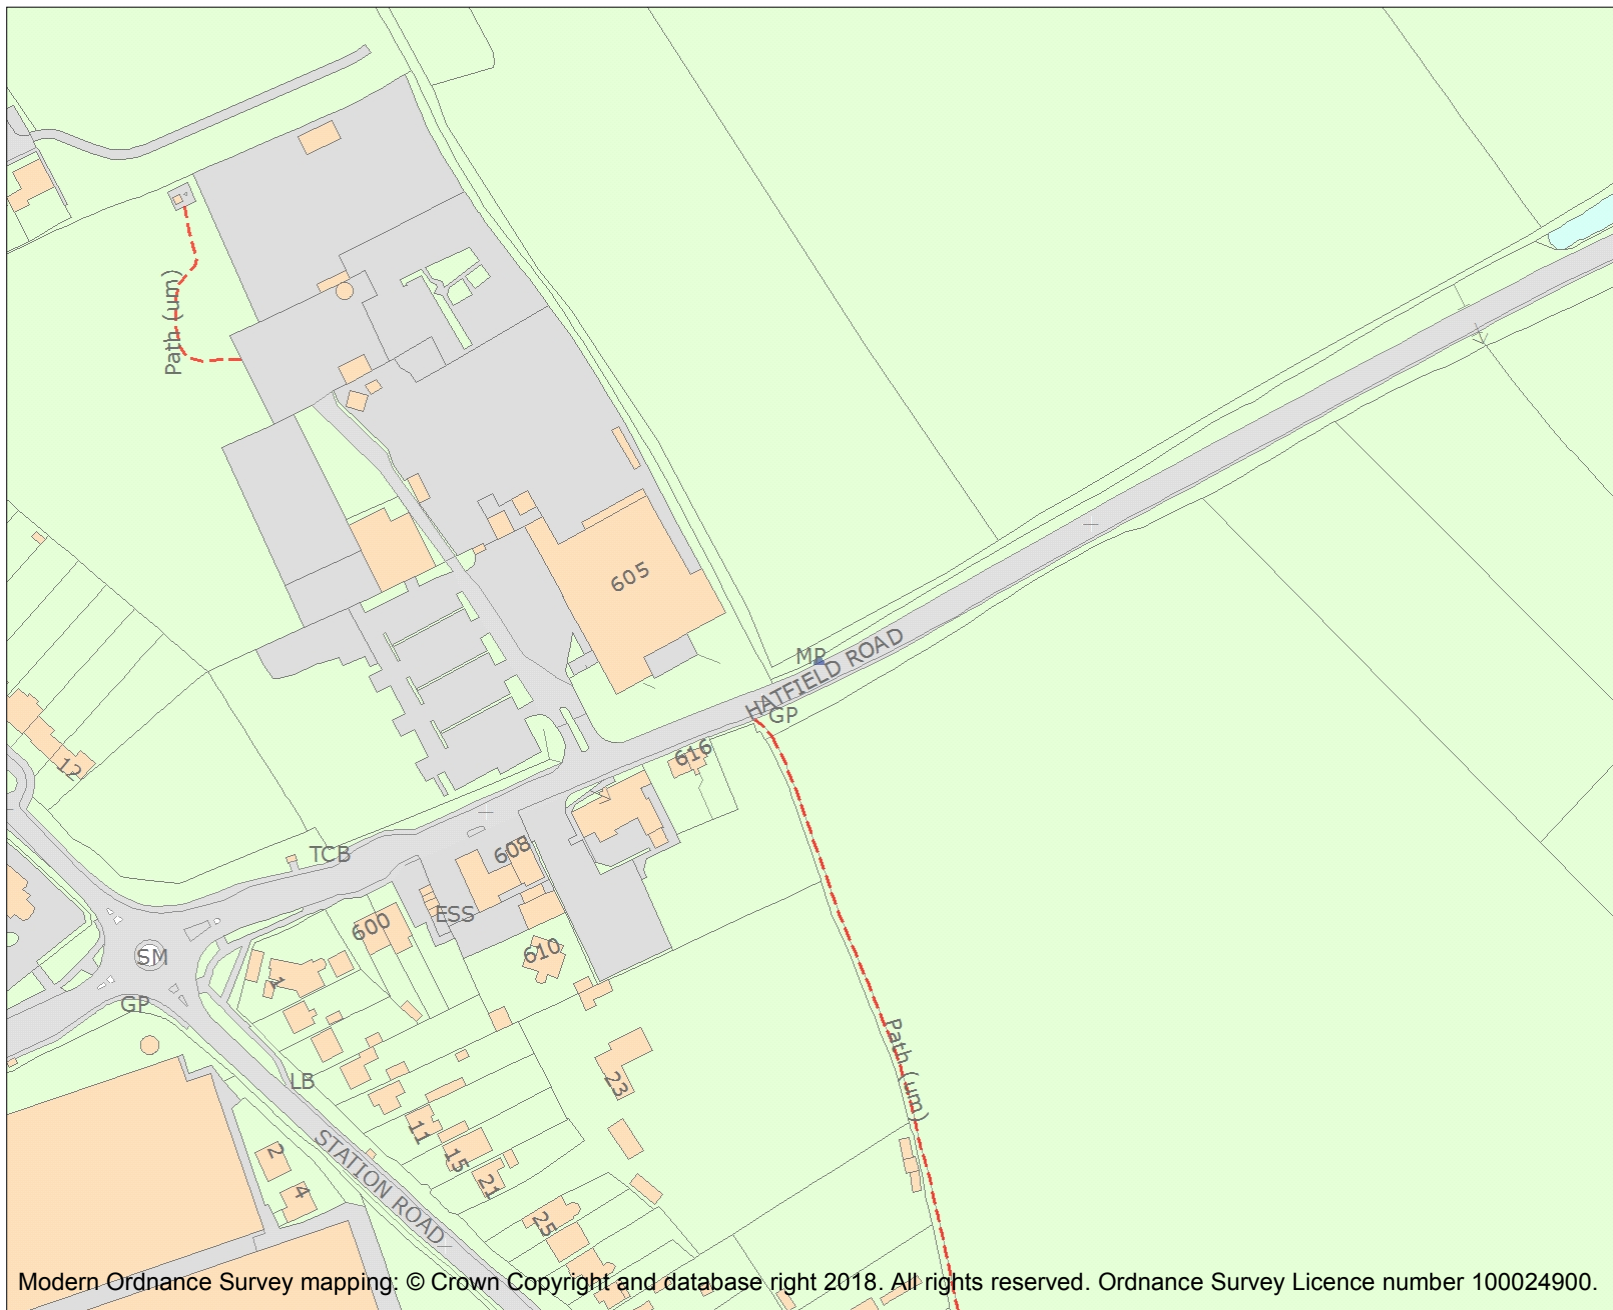 Path (um)
605
MP
HATFIELD ROAD
GP
616
12
TCB
608
ESS
600
610
SM
1
GP
Path (um)
23
LB
11
15
21
2
4
STATION ROAD
25
Modern Ordnance Survey mapping: © Crown Copyright and database right 2018. All rights reserved. Ordnance Survey Licence number 100024900.